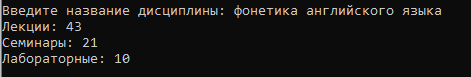 Введите название дисциплины: фонетика английского языка
Лекции: 43
Семинары: 21
Лабораторные: 10